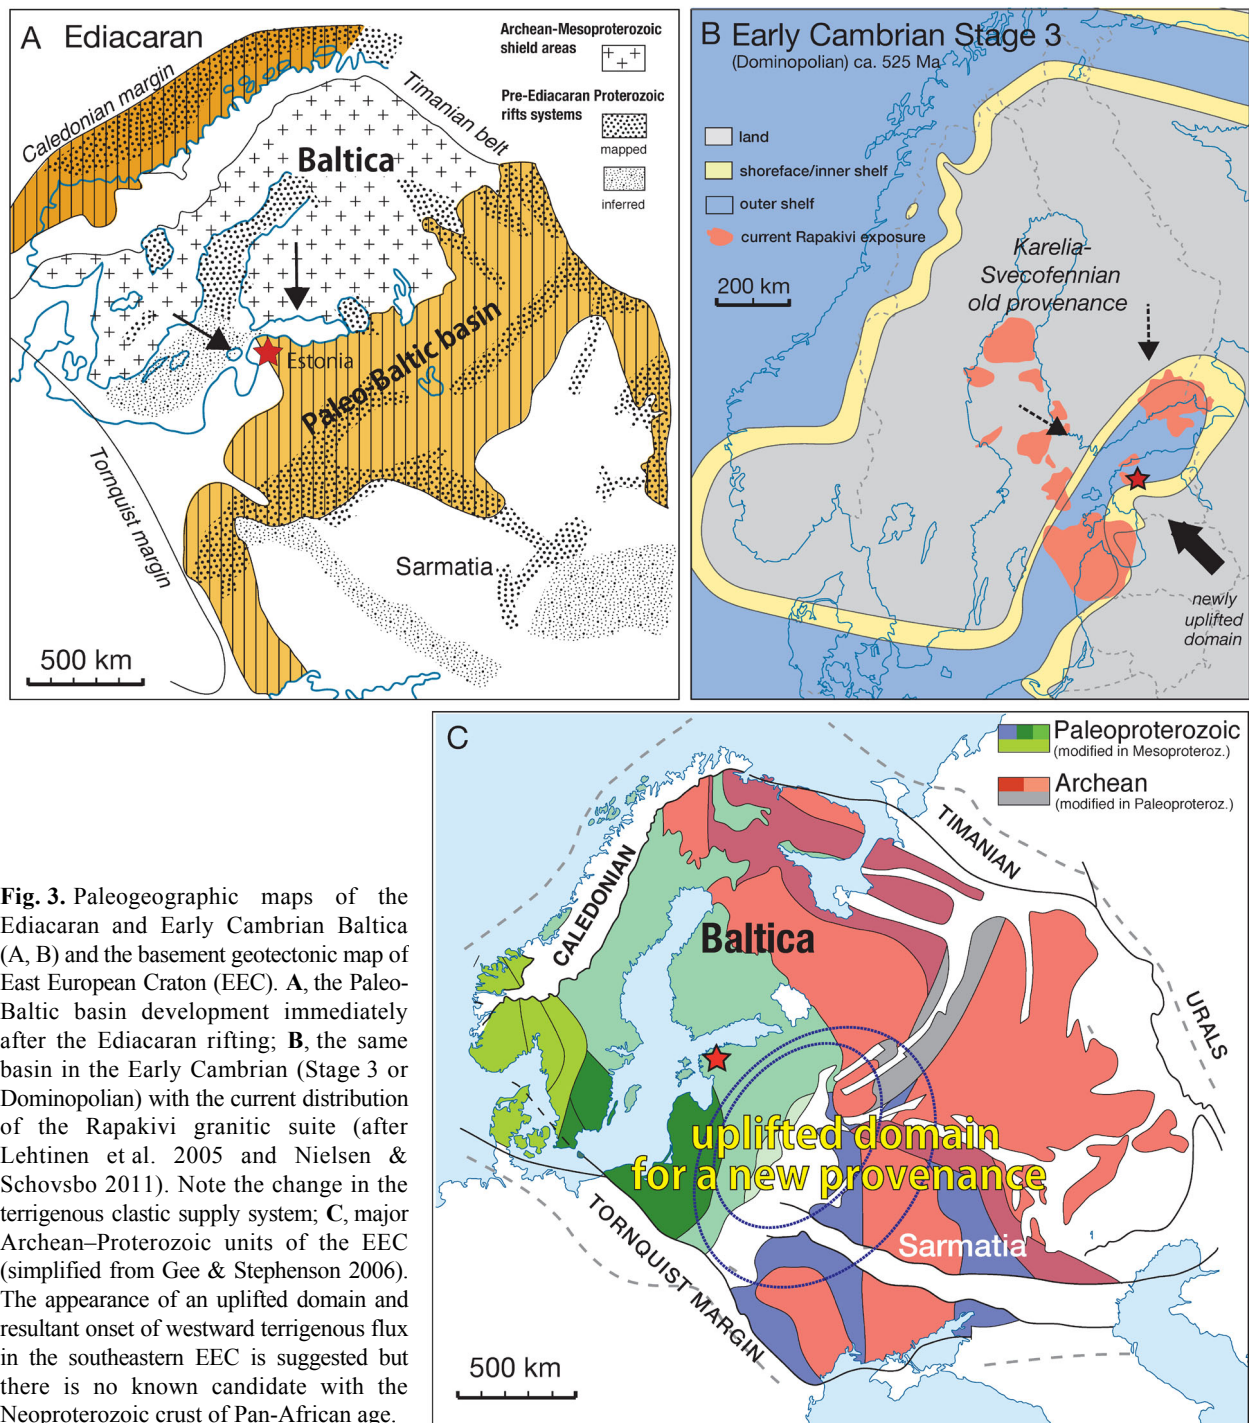 A Ediacaran
Archean-Mesoproterozoic
shield areas
Pre-Ediacaran Proterozoic
rifts systems
mapped
inferred
Caledonian margin
Timanian belt
Baltica
Estonia
Paleo-Baltic basin
Tornquist margin
Sarmatia
500 km
B Early Cambrian Stage 3
(Dominopolian) ca. 525 Ma
land
shoreface/inner shelf
outer shelf
current Rapakivi exposure
200 km
Karelia-
Svecofennian
old provenance
newly
uplifted
domain
C
Paleoproterozoic
(modified in Mesoproteroz.)
Archean
(modified in Paleoproteroz.)
CALEDONIAN
TIMANIAN
URALS
Baltica
uplifted domain
for a new provenance
Sarmatia
TORNQUIST MARGIN
500 km
Fig. 3. Paleogeographic maps of the
Ediacaran and Early Cambrian Baltica
(A, B) and the basement geotectonic map of
East European Craton (EEC). A, the Paleo-
Baltic basin development immediately
after the Ediacaran rifting; B, the same
basin in the Early Cambrian (Stage 3 or
Dominopolian) with the current distribution
of the Rapakivi granitic suite (after
Lehtinen et al. 2005 and Nielsen &
Schovsbo 2011). Note the change in the
terrigenous clastic supply system; C, major
Archean–Proterozoic units of the EEC
(simplified from Gee & Stephenson 2006).
The appearance of an uplifted domain and
resultant onset of westward terrigenous flux
in the southeastern EEC is suggested but
there is no known candidate with the
Neoproterozoic crust of Pan-African age.